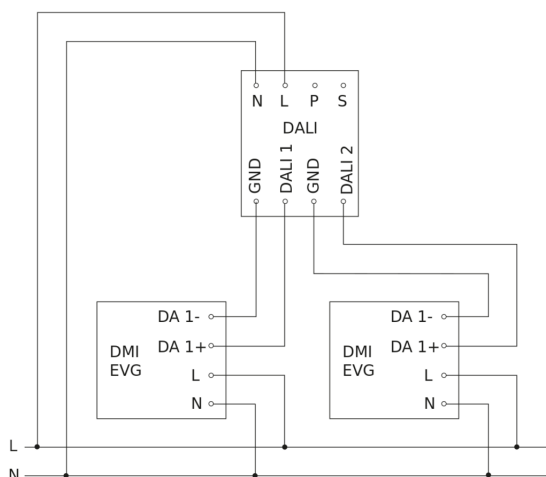 N L P S
DALI
GND DALI 1 GND DALI 2
DA 1-
DMI EVG
DA 1+
L
N
DA 1-
DMI EVG
DA 1+
L
N
L
N